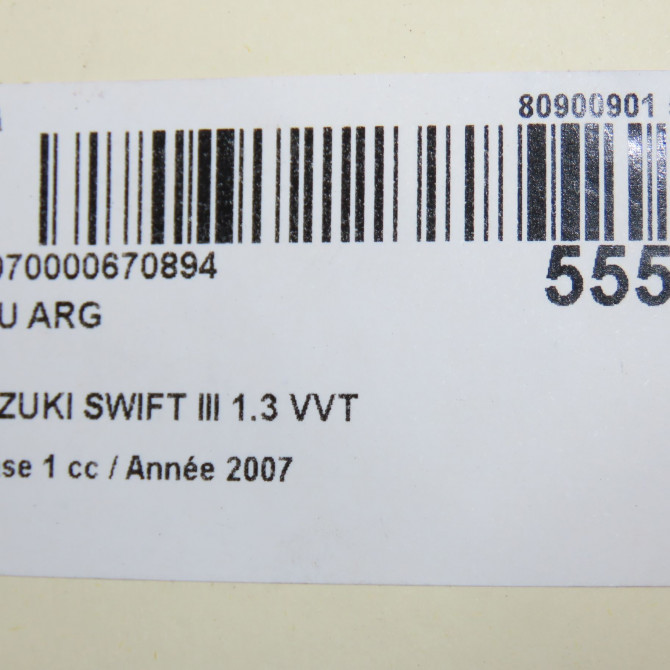 80900901
070000670894
555
U ARG
ZUKI SWIFT III 1.3 VVT
se 1 cc / Année 2007